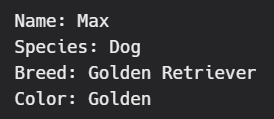 Name: Max
Species: Dog
Breed: Golden Retriever
Color: Golden